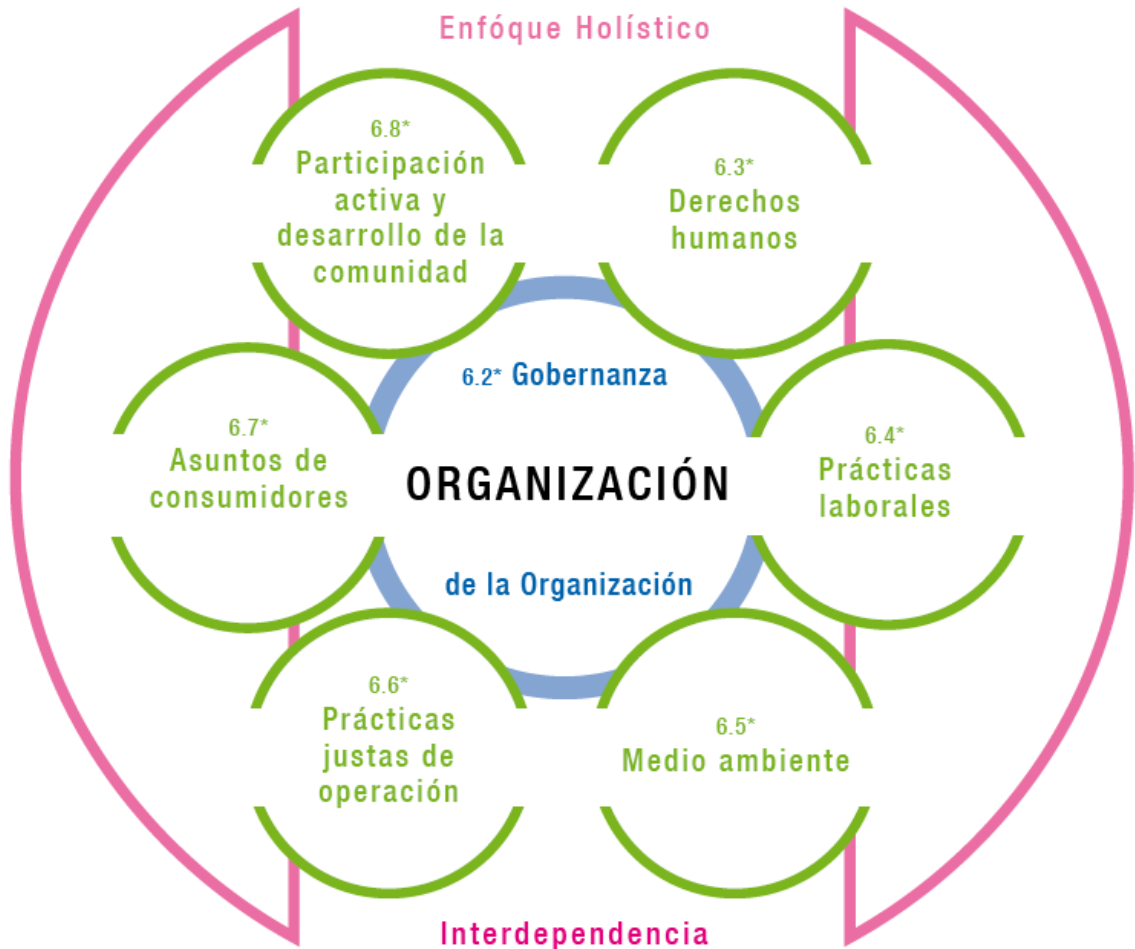 Enfóque Holístico
6.8*
Participación
activa y
desarrollo de la
comunidad
6.3*
Derechos
humanos
6.2* Gobernanza
6.7*
Asuntos de
consumidores
ORGANIZACIÓN
6.4*
Prácticas
laborales
de la Organización
6.6*
Prácticas
justas de
operación
6.5*
Medio ambiente
Interdependencia